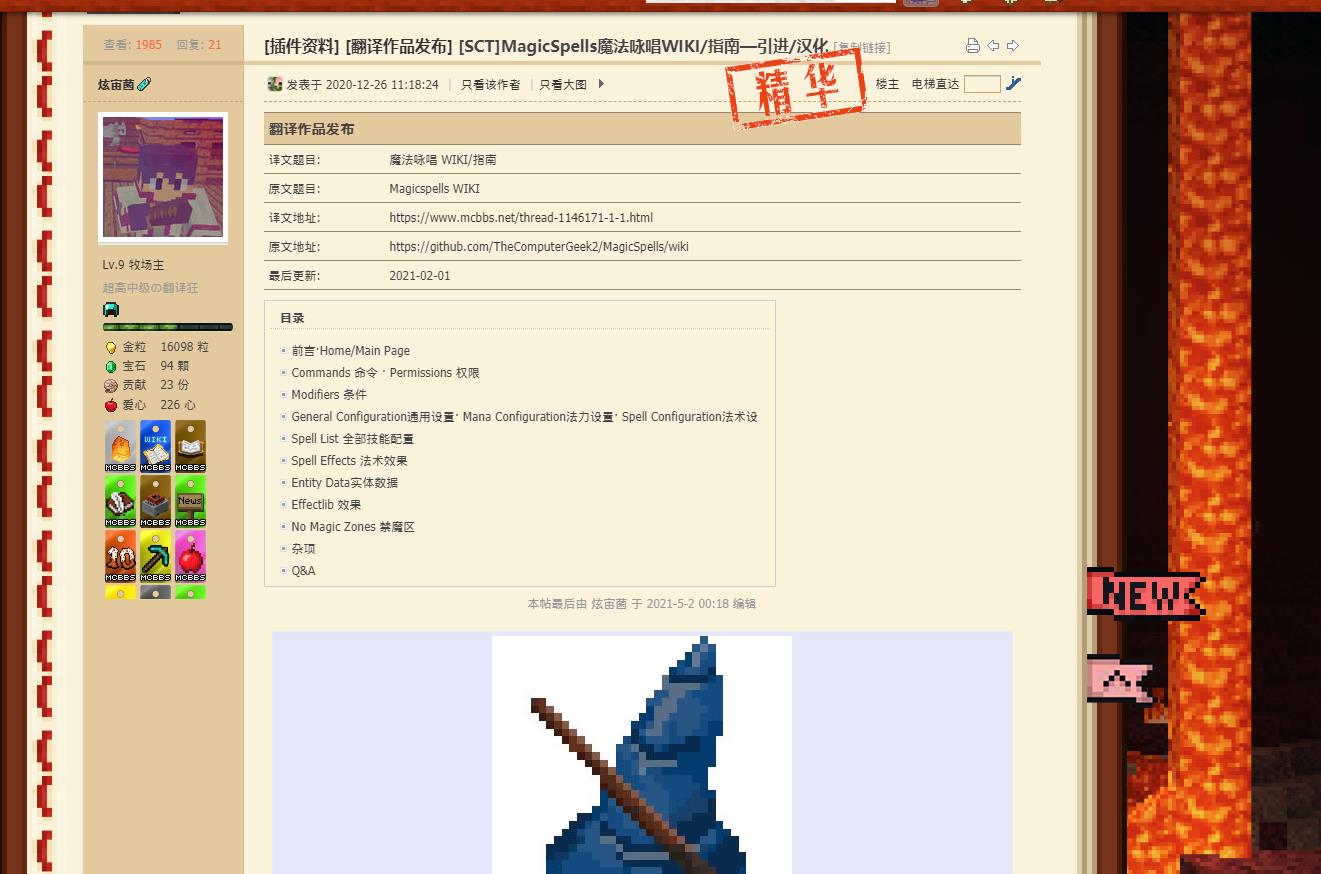 查看: 1985 回复: 21
[插件资料] [翻译作品发布] [SCT]MagicSpells魔法咏唱WIKI/指南—引进/汉化 [复制链接]
炫宙菌
发表于 2020-12-26 11:18:24 | 只看该作者 | 只看大图
精华
楼主 电梯直达
翻译作品发布
译文题目: 魔法咏唱 WIKI/指南
原文题目: Magicspells WIKI
译文地址: https://www.mcbbs.net/thread-1146171-1-1.html
原文地址: https://github.com/TheComputerGeek2/MagicSpells/wiki
最后更新: 2021-02-01
Lv.9 牧场主
超高中级の翻译狂
金粒 16098 粒
宝石 94 颗
贡献 23 份
爱心 226 心
MCBBS
WIKI
MCBBS
MCBBS
MCBBS
MCBBS
News
MCBBS
10
MCBBS
MCBBS
MCBBS
目录
前言·Home/Main Page
Commands 命令 · Permissions 权限
Modifiers 条件
General Configuration通用设置· Mana Configuration法力设置· Spell Configuration法术设
Spell List 全部技能配置
Spell Effects 法术效果
Entity Data实体数据
Effectlib 效果
No Magic Zones 禁魔区
杂项
Q&A
本帖最后由 炫宙菌 于 2021-5-2 00:18 编辑
NEW